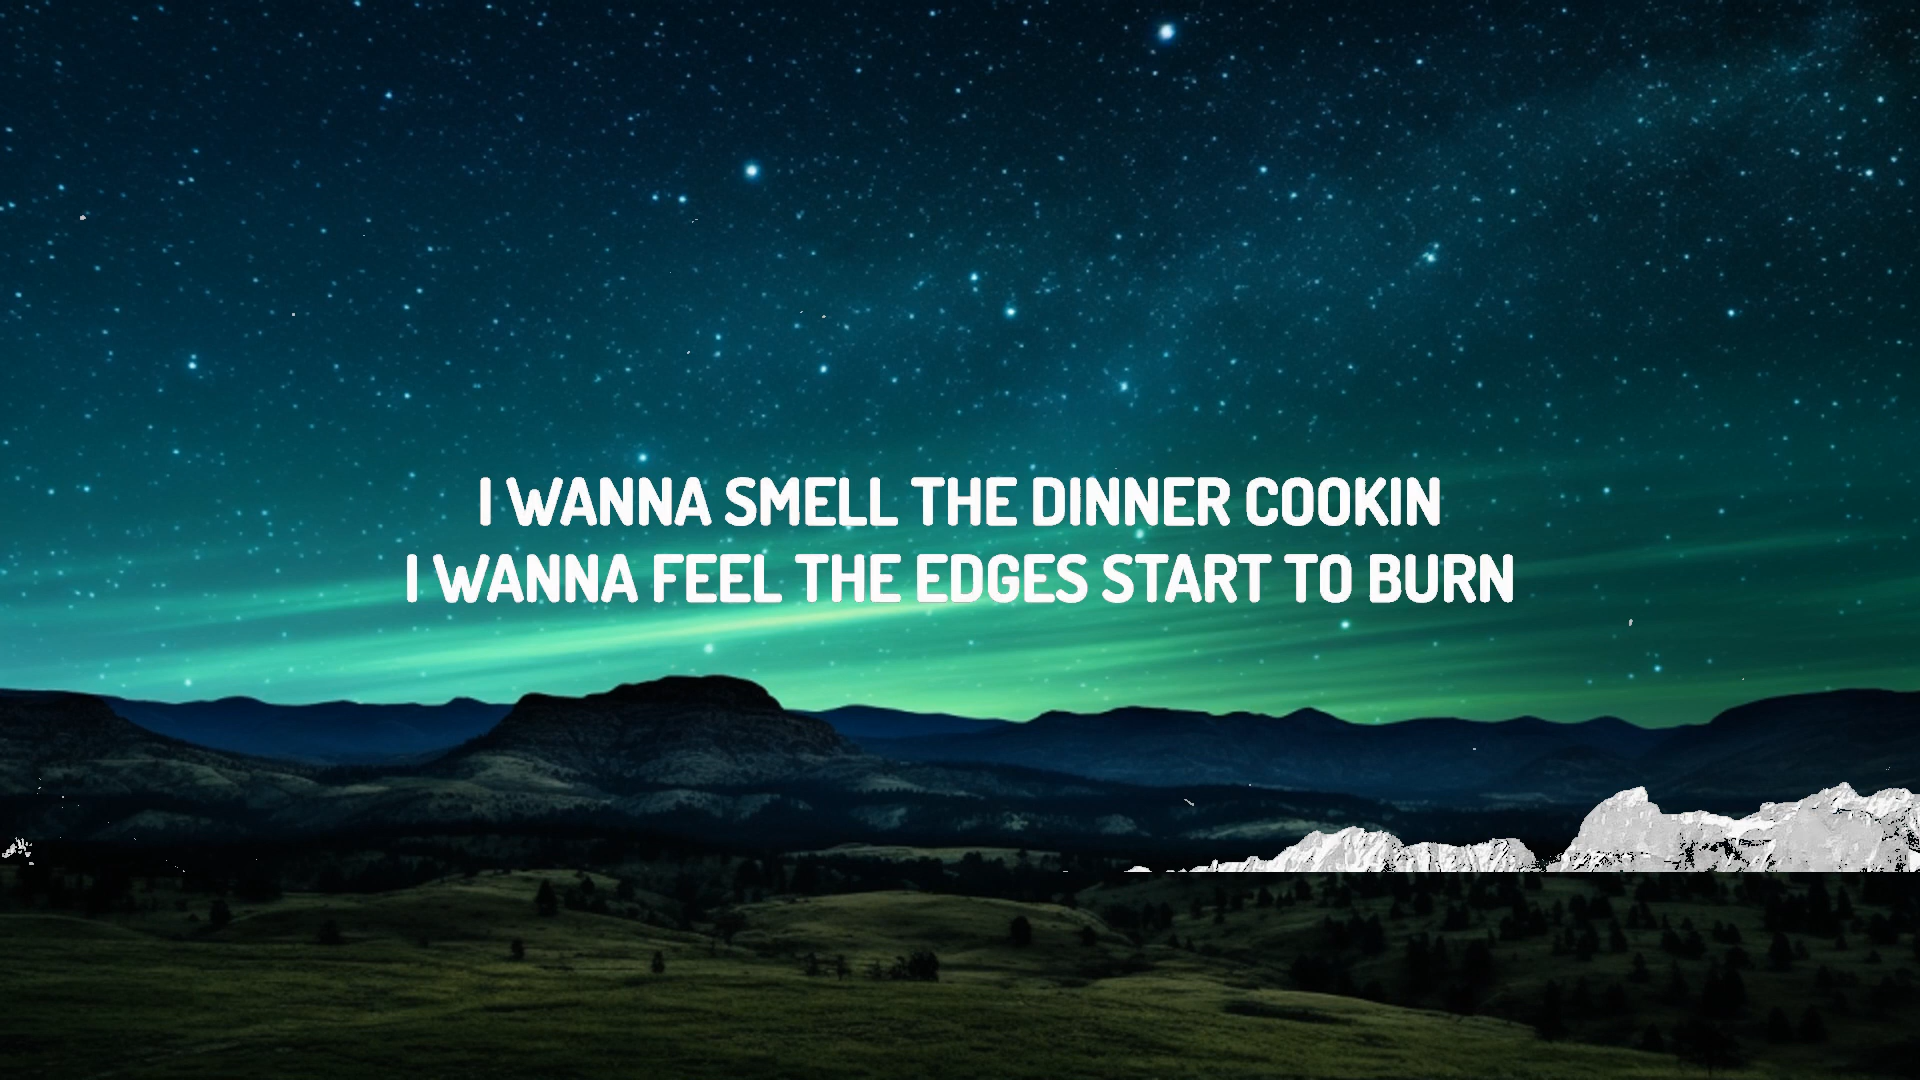 I WANNA SMELL THE DINNER COOKIN
I WANNA FEEL THE EDGES START TO BURN